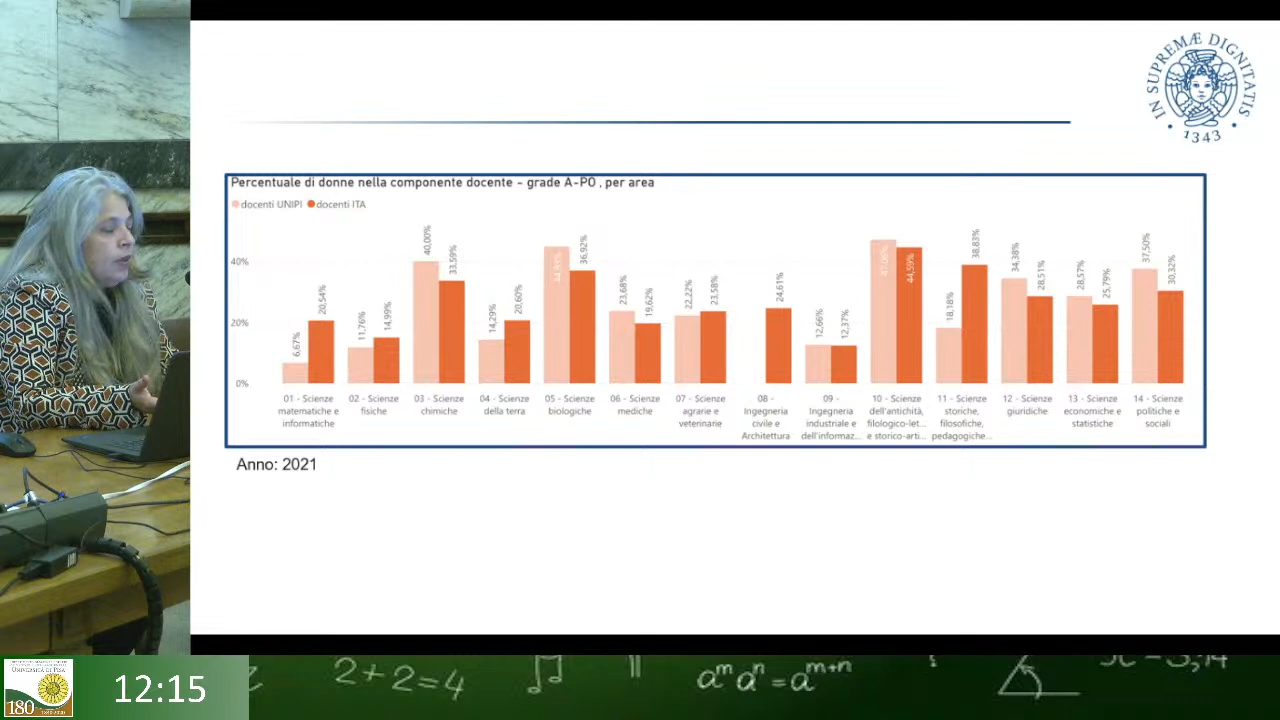 IN SUPREMÆ DIGNITATIS
• 1343 •
Percentuale di donne nella componente docente - grade A-PO , per area
docenti UNIPI docenti ITA
40%
20%
0%
6,67% 20,54%
11,76% 14,99%
40,00% 33,59%
14,29% 20,60%
36,92%
23,68% 19,62%
22,22% 23,58%
24,61%
12,66% 12,37%
44,59%
18,18% 38,83%
34,38% 28,51%
28,57% 25,79%
37,50% 30,32%
01 - Scienze
matematiche e
informatiche
02 - Scienze
fisiche
03 - Scienze
chimiche
04 - Scienze
della terra
05 - Scienze
biologiche
06 - Scienze
mediche
07 - Scienze
agrarie e
veterinarie
08 -
Ingegneria
civile e
Architettura
09 -
Ingegneria
industriale e
dell'informaz...
10 - Scienze
dell'antichità,
filologico-let...
e storico-arti...
11 - Scienze
storiche,
filosofiche,
pedagogiche...
12 - Scienze
giuridiche
13 - Scienze
economiche e
statistiche
14 - Scienze
politiche e
sociali
Anno: 2021
UNIVERSITÀ DI PISA
180
12:15
2+2=4
aᵐaⁿ=aᵐ⁺ⁿ